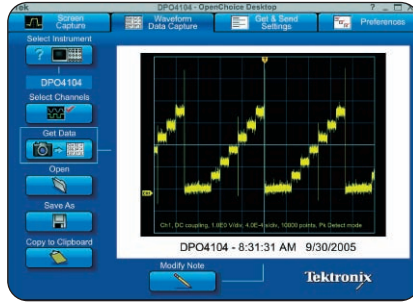 Tek
DPO4104 - OpenChoice Desktop
? _ □
Screen Capture
Waveform Data Capture
Get & Send Settings
Preferences
Select Instrument
?
DPO4104
Select Channels
Get Data
Open
Save As
Copy to Clipboard
Ch1
Ch1, DC coupling, 1.0E0 V/div, 4.0E-4 s/div, 10000 points, Pk Detect mode
DPO4104 - 8:31:31 AM 9/30/2005
Modify Note
Tektronix